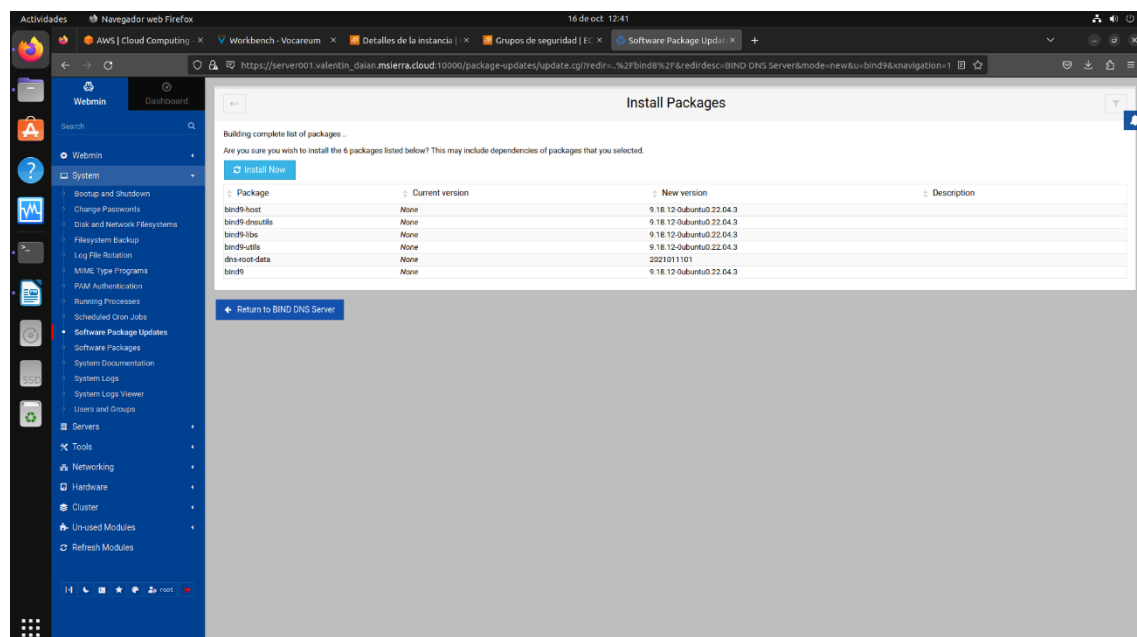 Actividades Navegador web Firefox 16 de oct 12:41
AWS | Cloud Computing × Workbench - Vocareum × Detalles de la instancia | × Grupos de seguridad | EC × Software Package Updat × +
https://server001.valentin_daian.msierra.cloud:10000/package-updates/update.cgi?redir=..%2Fbind8%2F&redirdesc=BIND DNS Server&mode=new&u=bind9&xnavigation=1
Webmin Dashboard
Search
Webmin
System
Bootup and Shutdown
Change Passwords
Disk and Network Filesystems
Filesystem Backup
Log File Rotation
MIME Type Programs
PAM Authentication
Running Processes
Scheduled Cron Jobs
Software Package Updates
Software Packages
System Documentation
System Logs
System Logs Viewer
Users and Groups
Servers
Tools
Networking
Hardware
Cluster
Un-used Modules
Refresh Modules
root
SSD
Install Packages
Building complete list of packages ..
Are you sure you wish to install the 6 packages listed below? This may include dependencies of packages that you selected.
Install Now
Package Current version New version Description
bind9-host None 9.18.12-0ubuntu0.22.04.3
bind9-dnsutils None 9.18.12-0ubuntu0.22.04.3
bind9-libs None 9.18.12-0ubuntu0.22.04.3
bind9-utils None 9.18.12-0ubuntu0.22.04.3
dns-root-data None 2021011101
bind9 None 9.18.12-0ubuntu0.22.04.3
Return to BIND DNS Server